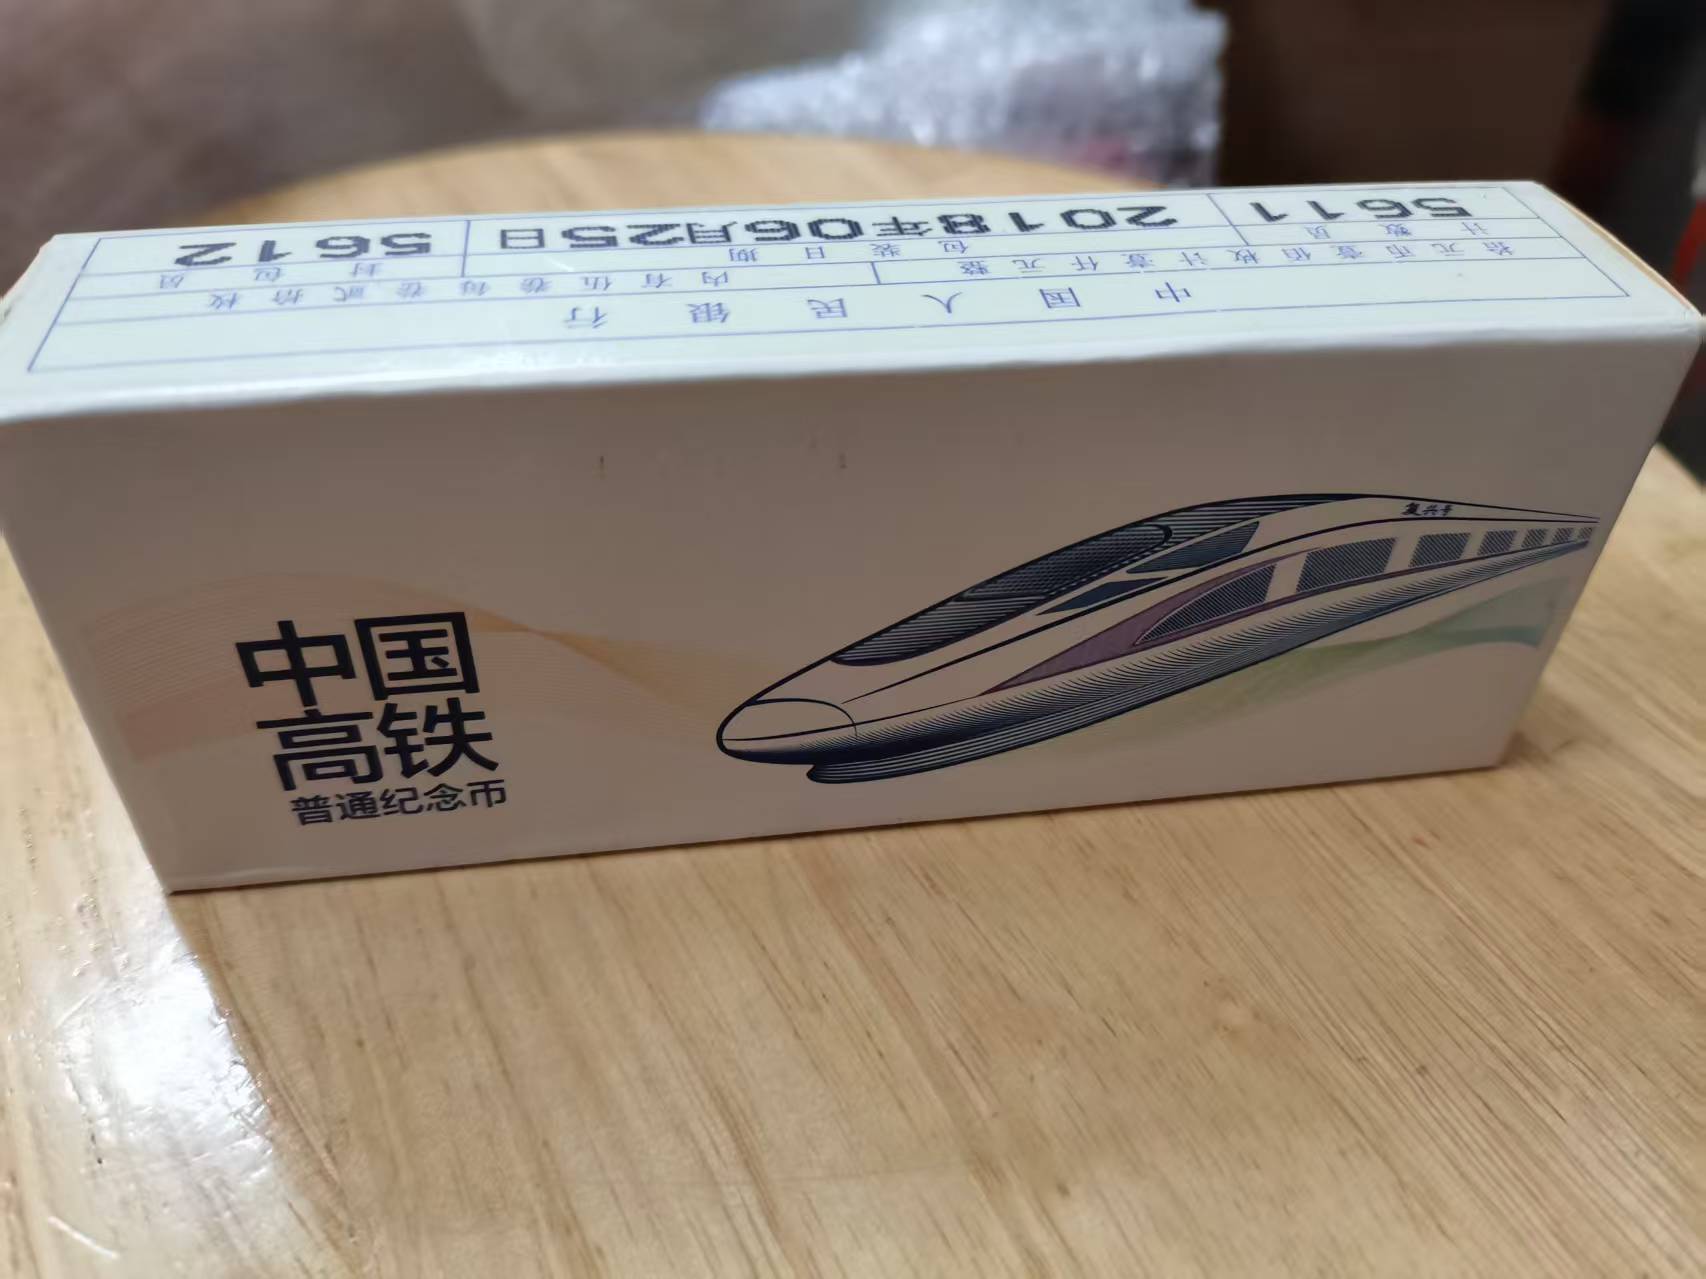 中国人民银行
拾元币壹佰枚计壹仟元整 内有伍卷每卷贰拾枚
计数员 包装日期 封包员
5611 2018年06月25日 5612
复兴号
中国
高铁
普通纪念币